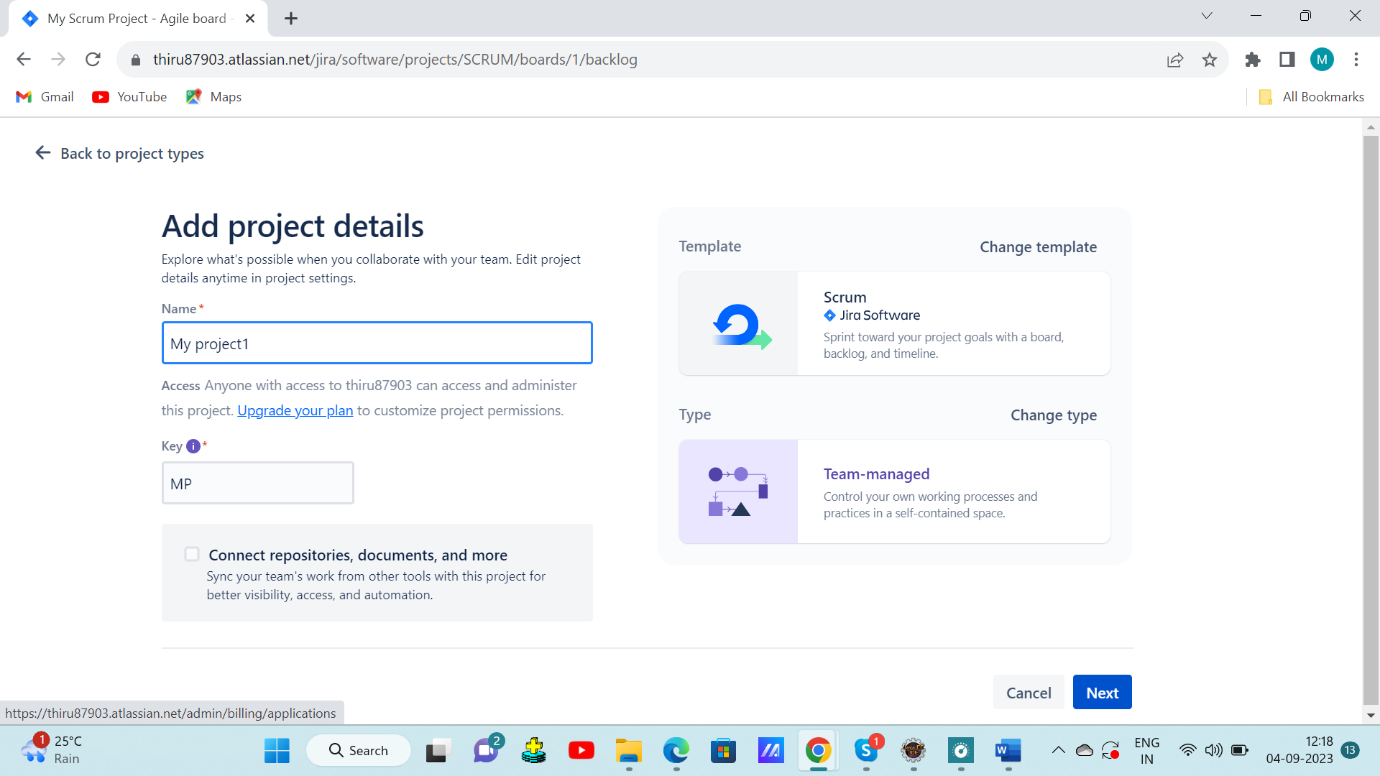 My Scrum Project - Agile board -
thiru87903.atlassian.net/jira/software/projects/SCRUM/boards/1/backlog
M
Gmail YouTube Maps All Bookmarks
Back to project types
Add project details
Explore what's possible when you collaborate with your team. Edit project
details anytime in project settings.
Name *
My project1
Access Anyone with access to thiru87903 can access and administer
this project. Upgrade your plan to customize project permissions.
Key i *
MP
Connect repositories, documents, and more
Sync your team's work from other tools with this project for
better visibility, access, and automation.
Template Change template
Scrum
Jira Software
Sprint toward your project goals with a board,
backlog, and timeline.
Type Change type
Team-managed
Control your own working processes and
practices in a self-contained space.
Cancel Next
https://thiru87903.atlassian.net/admin/billing/applications
1
25°C
Rain
Search
2
S 1
W
ENG
IN
12:18
04-09-2023
13